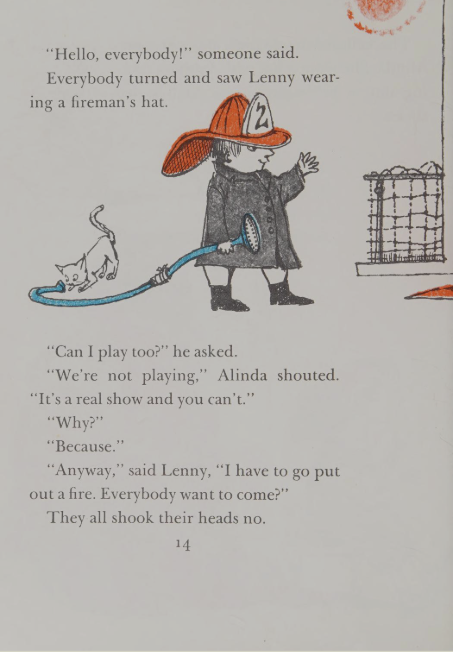 “Hello, everybody!” someone said.
Everybody turned and saw Lenny wear-
ing a fireman’s hat.
2
“Can I play too?” he asked.
“We’re not playing,” Alinda shouted.
“It’s a real show and you can’t.”
“Why?”
“Because.”
“Anyway,” said Lenny, “I have to go put
out a fire. Everybody want to come?”
They all shook their heads no.
14